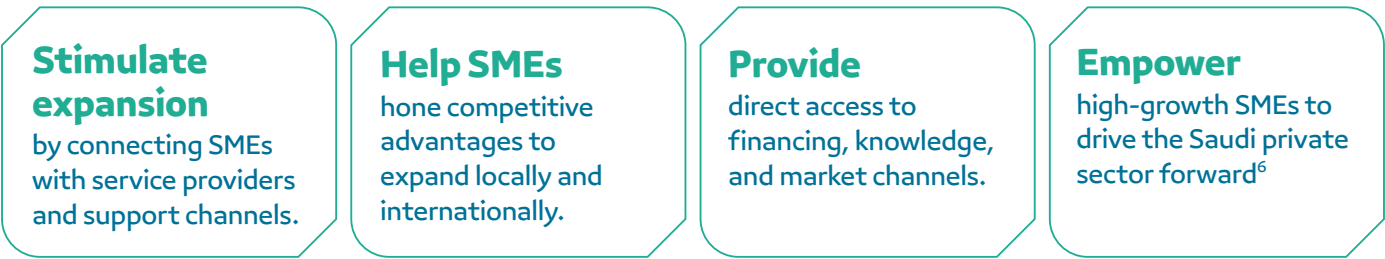 Stimulate
expansion
by connecting SMEs
with service providers
and support channels.
Help SMEs
hone competitive
advantages to
expand locally and
internationally.
Provide
direct access to
financing, knowledge,
and market channels.
Empower
high-growth SMEs to
drive the Saudi private
sector forward⁶